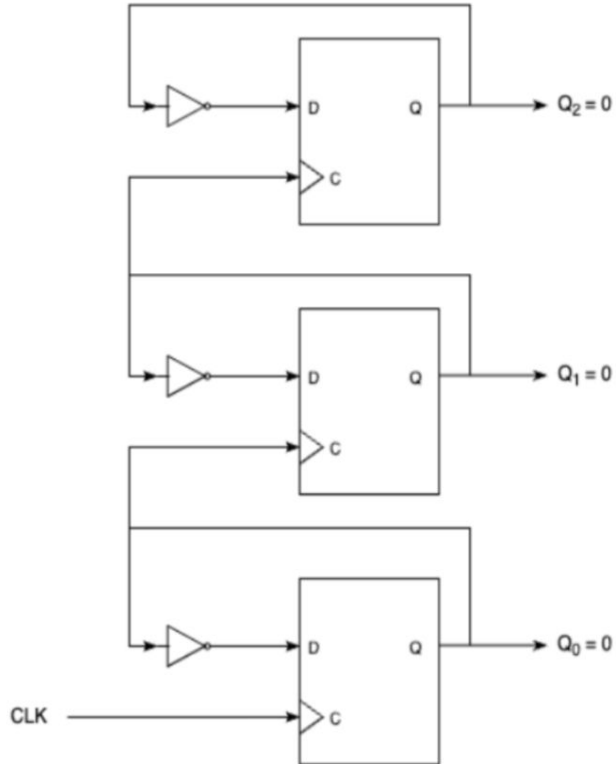 D Q Q₂ = 0
C
D Q Q₁ = 0
C
D Q Q₀ = 0
CLK C